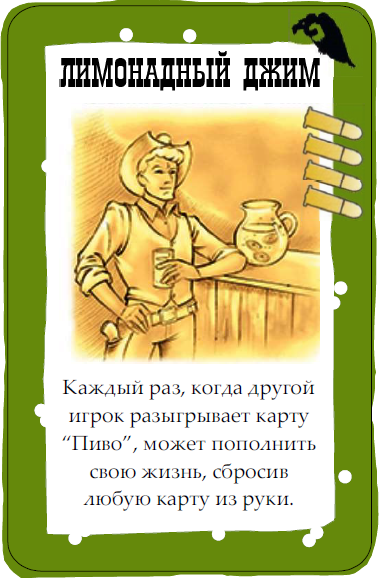 ЛИМОНАДНЫЙ ДЖИМ
Каждый раз, когда другой
игрок разыгрывает карту
“Пиво”, может пополнить
свою жизнь, сбросив
любую карту из руки.